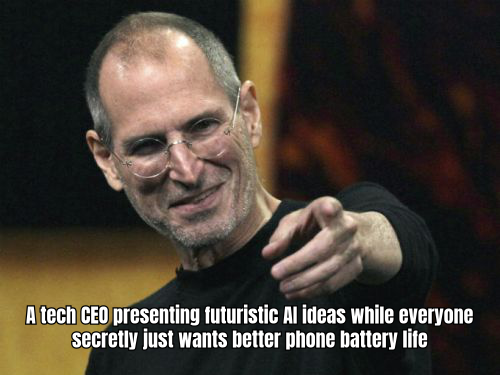 A tech CEO presenting futuristic AI ideas while everyone
secretly just wants better phone battery life